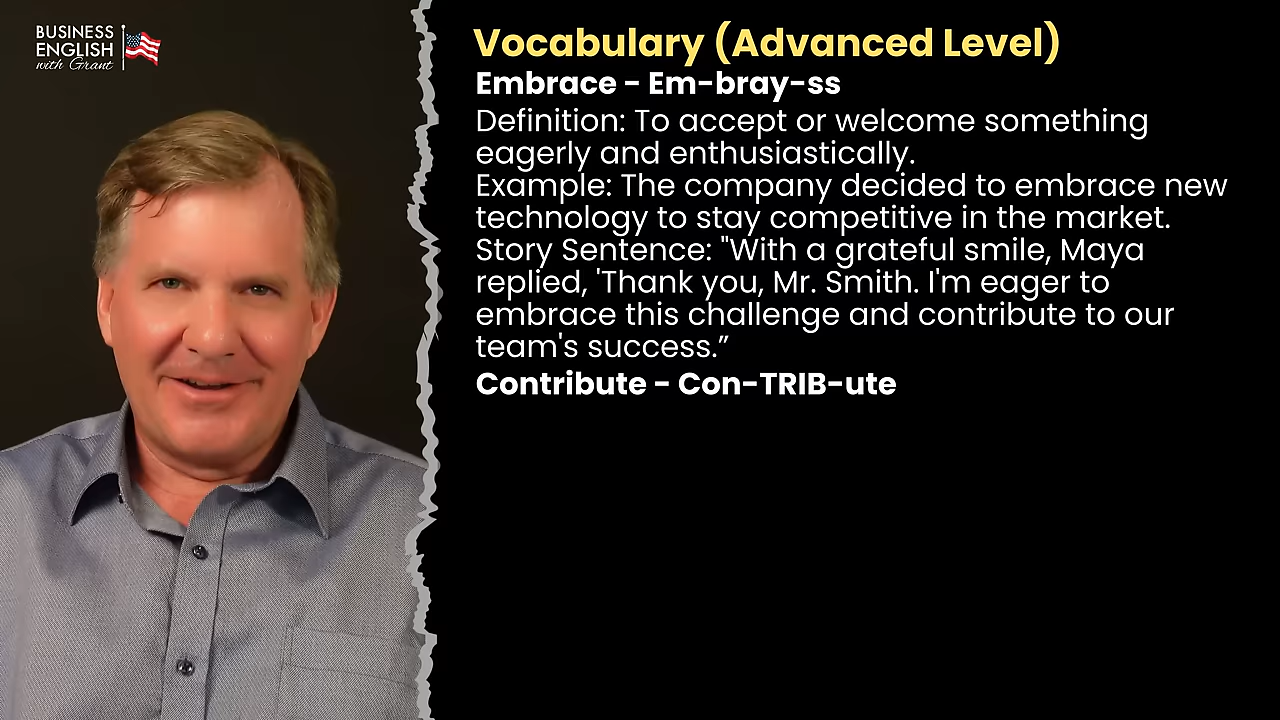 BUSINESS
ENGLISH
with Grant
Vocabulary (Advanced Level)
Embrace - Em-bray-ss
Definition: To accept or welcome something
eagerly and enthusiastically.
Example: The company decided to embrace new
technology to stay competitive in the market.
Story Sentence: "With a grateful smile, Maya
replied, 'Thank you, Mr. Smith. I'm eager to
embrace this challenge and contribute to our
team's success.”
Contribute - Con-TRIB-ute